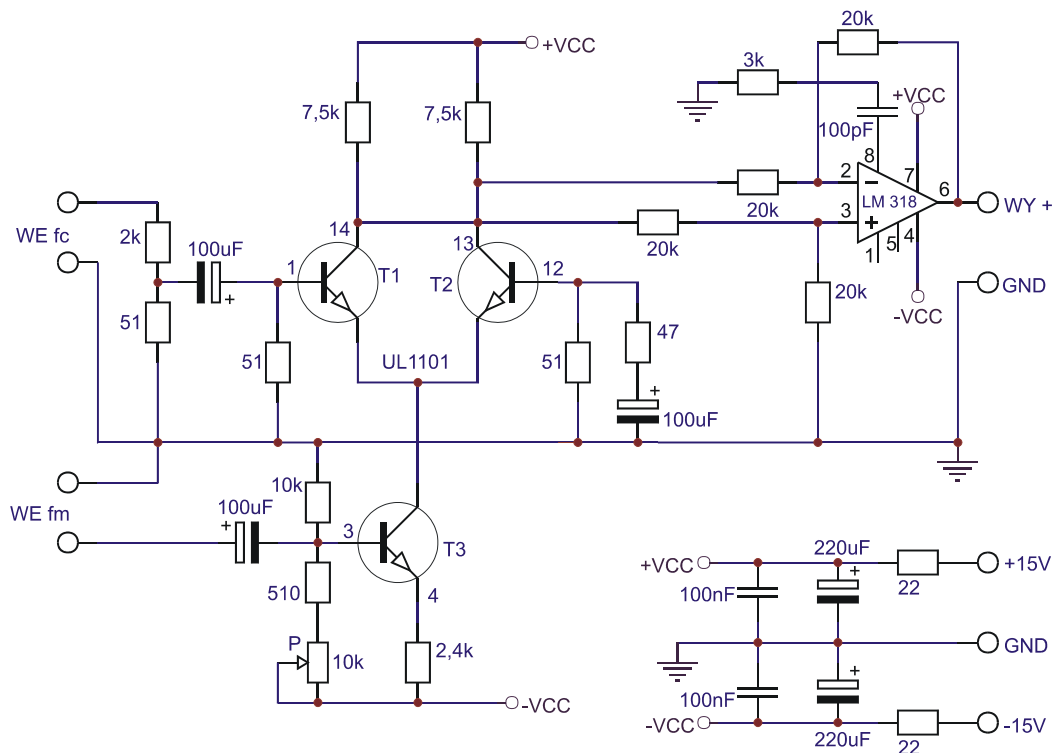 20k
+VCC
3k
+VCC
7,5k
7,5k
100pF
8
7
2
−
6
LM 318
WY +
20k
3
+
WE fc
2k
100uF
14
13
20k
4
5
1
1
T1
T2
12
+
GND
20k
-VCC
51
51
UL1101
51
47
+
100uF
10k
100uF
WE fm
+
3
T3
510
4
220uF
+VCC
+
+15V
22
100nF
P
10k
2,4k
GND
+
100nF
-VCC
-VCC
-15V
220uF
22